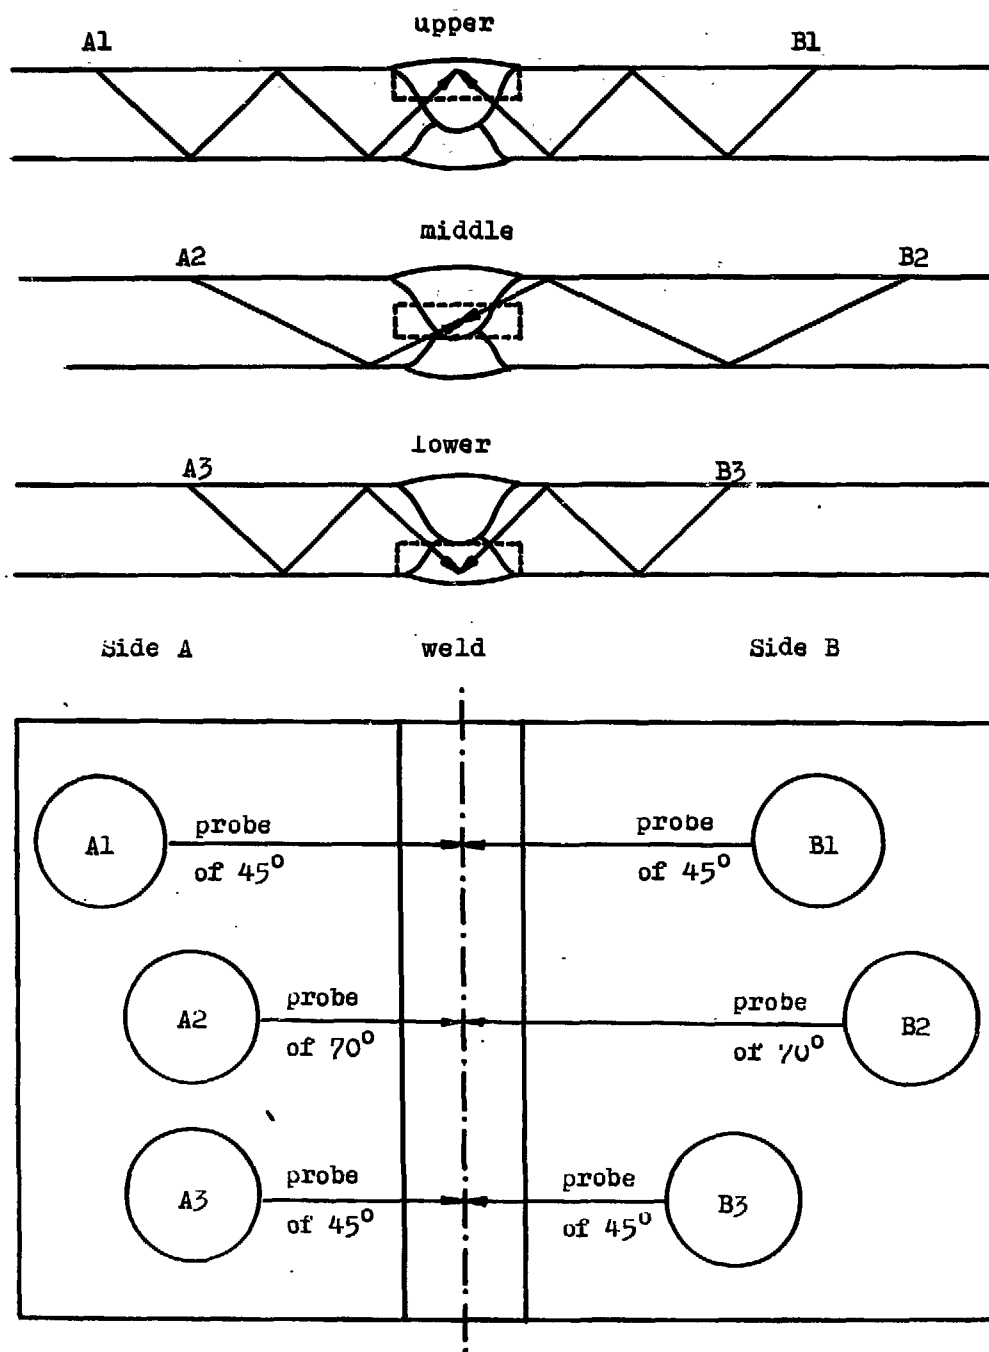 upper
A1 B1
middle
A2 B2
lower
A3 B3
Side A weld Side B
A1 probe of 45° probe of 45° B1
A2 probe of 70° probe of 70° B2
A3 probe of 45° probe of 45° B3